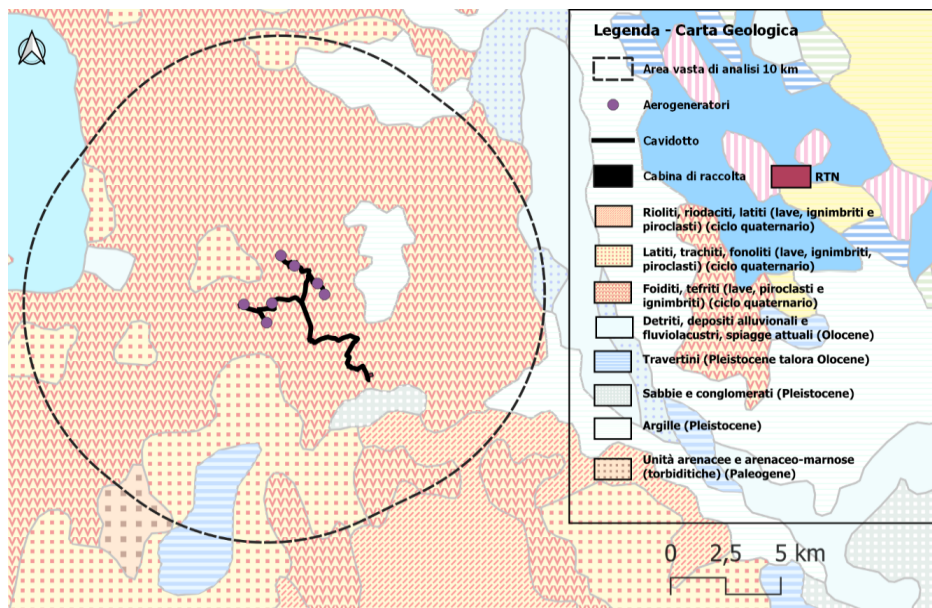 Legenda - Carta Geologica
Area vasta di analisi 10 km
Aerogeneratori
Cavidotto
Cabina di raccolta RTN
Rioliti, riodaciti, latiti (lave, ignimbriti e
piroclasti) (ciclo quaternario)
Latiti, trachiti, fonoliti (lave, ignimbriti,
piroclasti) (ciclo quaternario)
Foiditi, tefriti (lave, piroclasti e
ignimbriti) (ciclo quaternario)
Detriti, depositi alluvionali e
fluviolacustri, spiagge attuali (Olocene)
Travertini (Pleistocene talora Olocene)
Sabbie e conglomerati (Pleistocene)
Argille (Pleistocene)
Unità arenacee e arenaceo-marnose
(torbiditiche) (Paleogene)
0 2,5 5 km